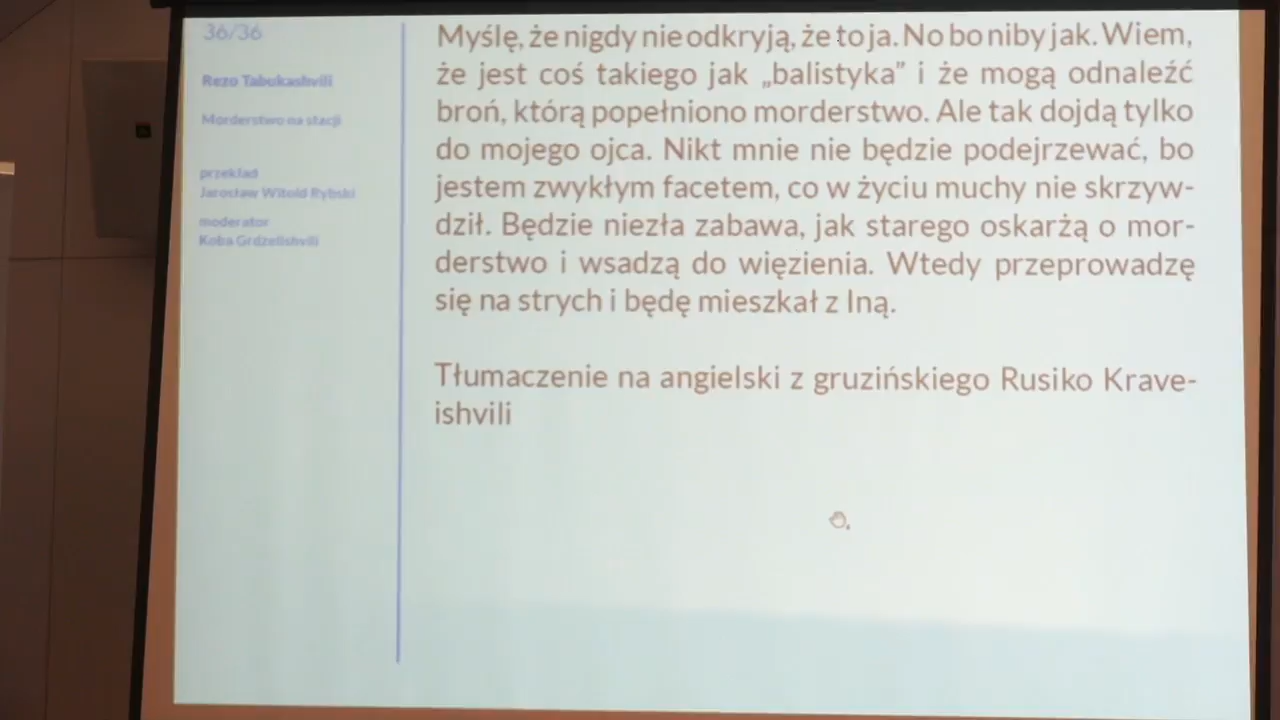 36/36
Rezo Tabukashvili
Morderstwo na stacji
przekład
Jarosław Witold Rybski
moderator
Koba Grdzelishvili
Myślę, że nigdy nie odkryją, że to ja. No bo niby jak. Wiem,
że jest coś takiego jak „balistyka” i że mogą odnaleźć
broń, którą popełniono morderstwo. Ale tak dojdą tylko
do mojego ojca. Nikt mnie nie będzie podejrzewać, bo
jestem zwykłym facetem, co w życiu muchy nie skrzyw-
dził. Będzie niezła zabawa, jak starego oskarżą o mor-
derstwo i wsadzą do więzienia. Wtedy przeprowadzę
się na strych i będę mieszkał z Iną.
Tłumaczenie na angielski z gruzińskiego Rusiko Krave-
ishvili